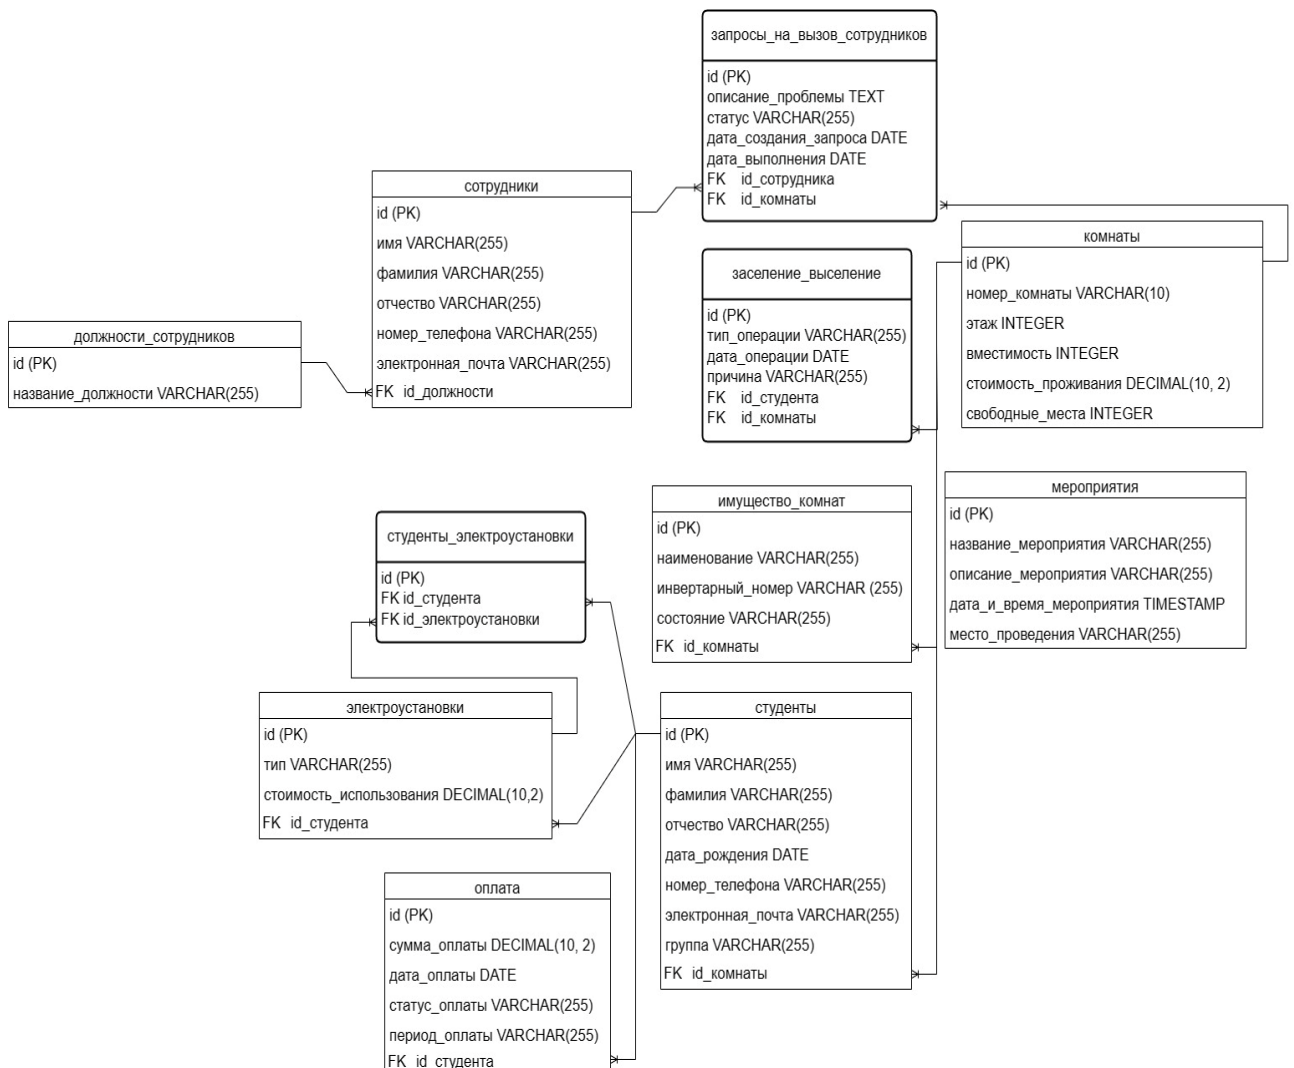 запросы_на_вызов_сотрудников
id (PK)
описание_проблемы TEXT
статус VARCHAR(255)
дата_создания_запроса DATE
дата_выполнения DATE
FK id_сотрудника
FK id_комнаты
сотрудники
id (PK)
имя VARCHAR(255)
фамилия VARCHAR(255)
отчество VARCHAR(255)
номер_телефона VARCHAR(255)
электронная_почта VARCHAR(255)
FK id_должности
комнаты
id (PK)
номер_комнаты VARCHAR(10)
этаж INTEGER
вместимость INTEGER
стоимость_проживания DECIMAL(10, 2)
свободные_места INTEGER
заселение_выселение
id (PK)
тип_операции VARCHAR(255)
дата_операции DATE
причина VARCHAR(255)
FK id_студента
FK id_комнаты
должности_сотрудников
id (PK)
название_должности VARCHAR(255)
имущество_комнат
id (PK)
наименование VARCHAR(255)
инвертарный_номер VARCHAR (255)
состояние VARCHAR(255)
FK id_комнаты
мероприятия
id (PK)
название_мероприятия VARCHAR(255)
описание_мероприятия VARCHAR(255)
дата_и_время_мероприятия TIMESTAMP
место_проведения VARCHAR(255)
студенты_электроустановки
id (PK)
FK id_студента
FK id_электроустановки
электроустановки
id (PK)
тип VARCHAR(255)
стоимость_использования DECIMAL(10,2)
FK id_студента
студенты
id (PK)
имя VARCHAR(255)
фамилия VARCHAR(255)
отчество VARCHAR(255)
дата_рождения DATE
номер_телефона VARCHAR(255)
электронная_почта VARCHAR(255)
группа VARCHAR(255)
FK id_комнаты
оплата
id (PK)
сумма_оплаты DECIMAL(10, 2)
дата_оплаты DATE
статус_оплаты VARCHAR(255)
период_оплаты VARCHAR(255)
FK id_студента